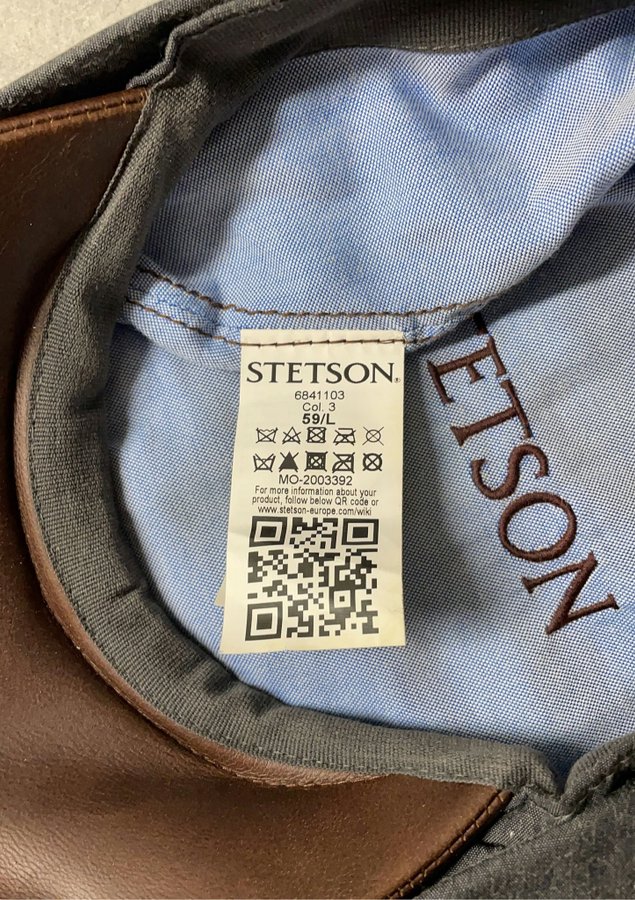 STETSON®
6841103
Col. 3
59/L
MO-2003392
For more information about your
product, follow below QR code or
www.stetson-europe.com/wiki
ETSON